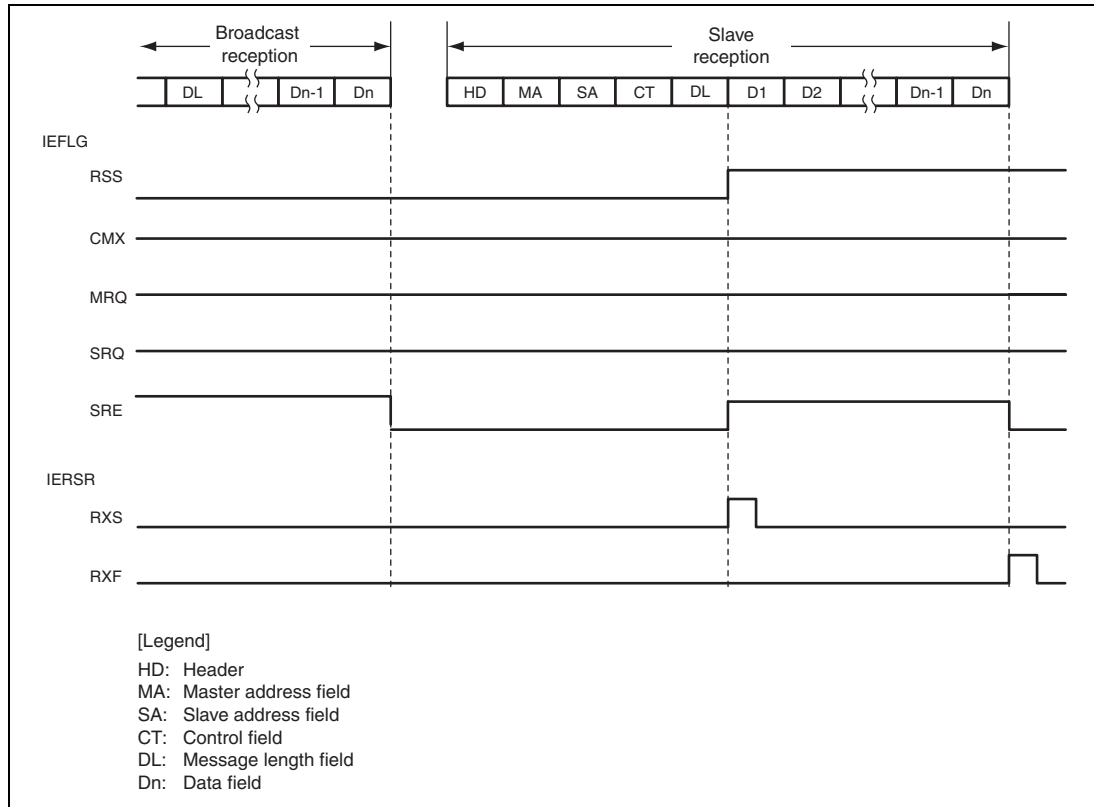 Broadcast
reception
Slave
reception
DL Dn-1 Dn HD MA SA CT DL D1 D2 Dn-1 Dn
IEFLG
RSS
CMX
MRQ
SRQ
SRE
IERSR
RXS
RXF
[Legend]
HD: Header
MA: Master address field
SA: Slave address field
CT: Control field
DL: Message length field
Dn: Data field